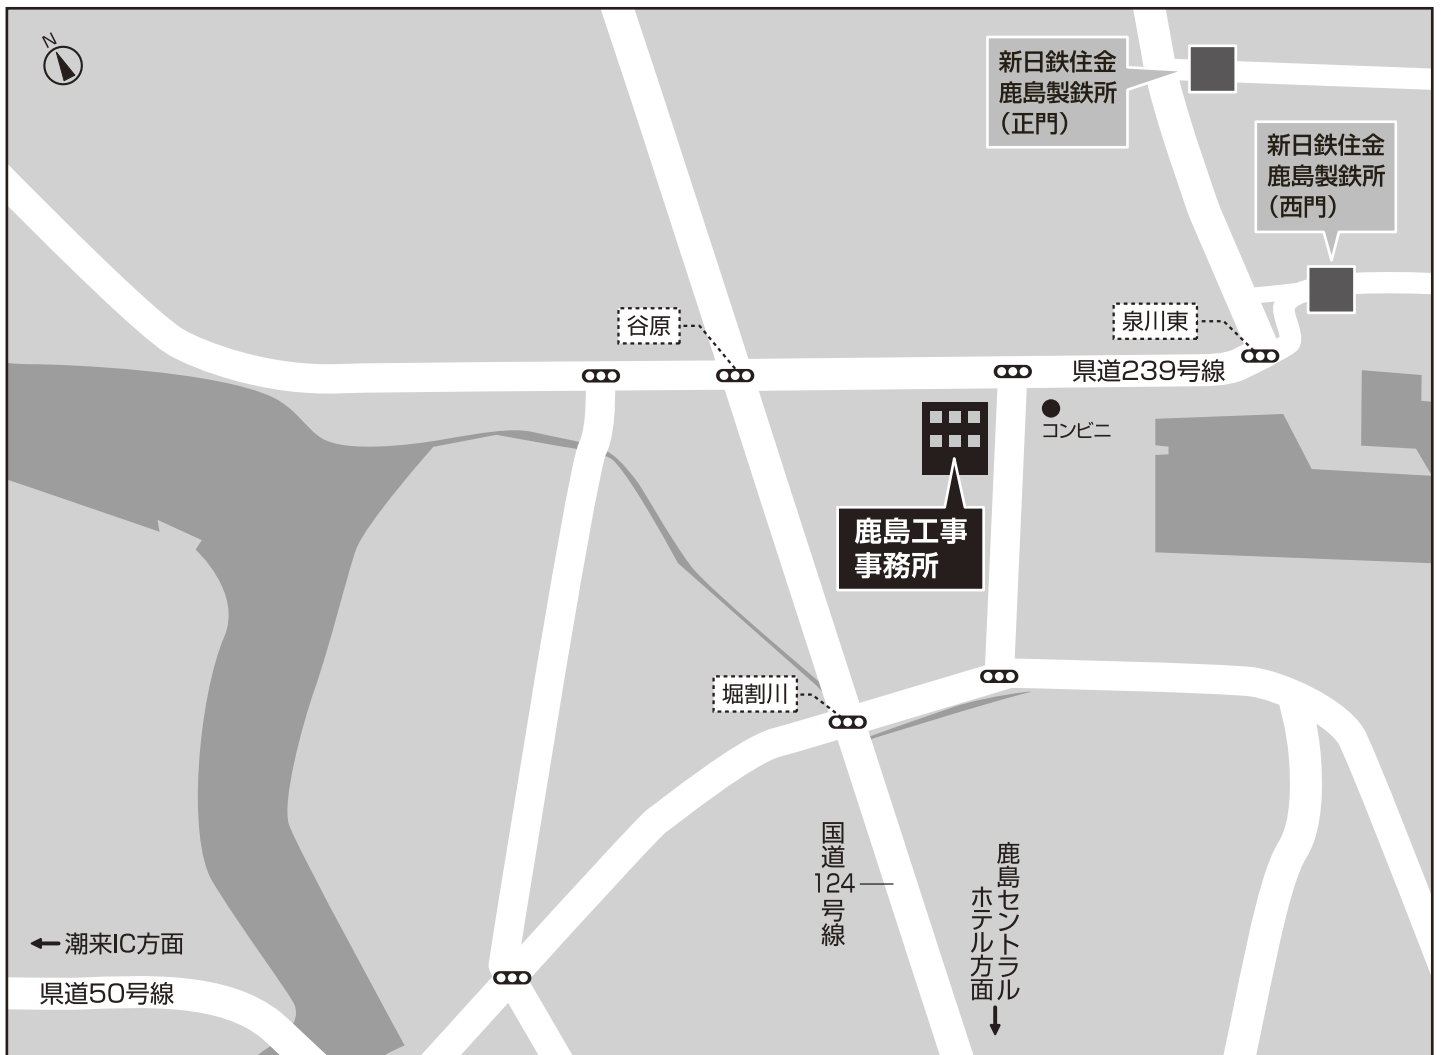 N
新日鉄住金
鹿島製鉄所
(正門)
新日鉄住金
鹿島製鉄所
(西門)
谷原
泉川東
県道239号線
コンビニ
鹿島工事
事務所
堀割川
国道124号線
鹿島セントラル
ホテル方面
潮来IC方面
県道50号線